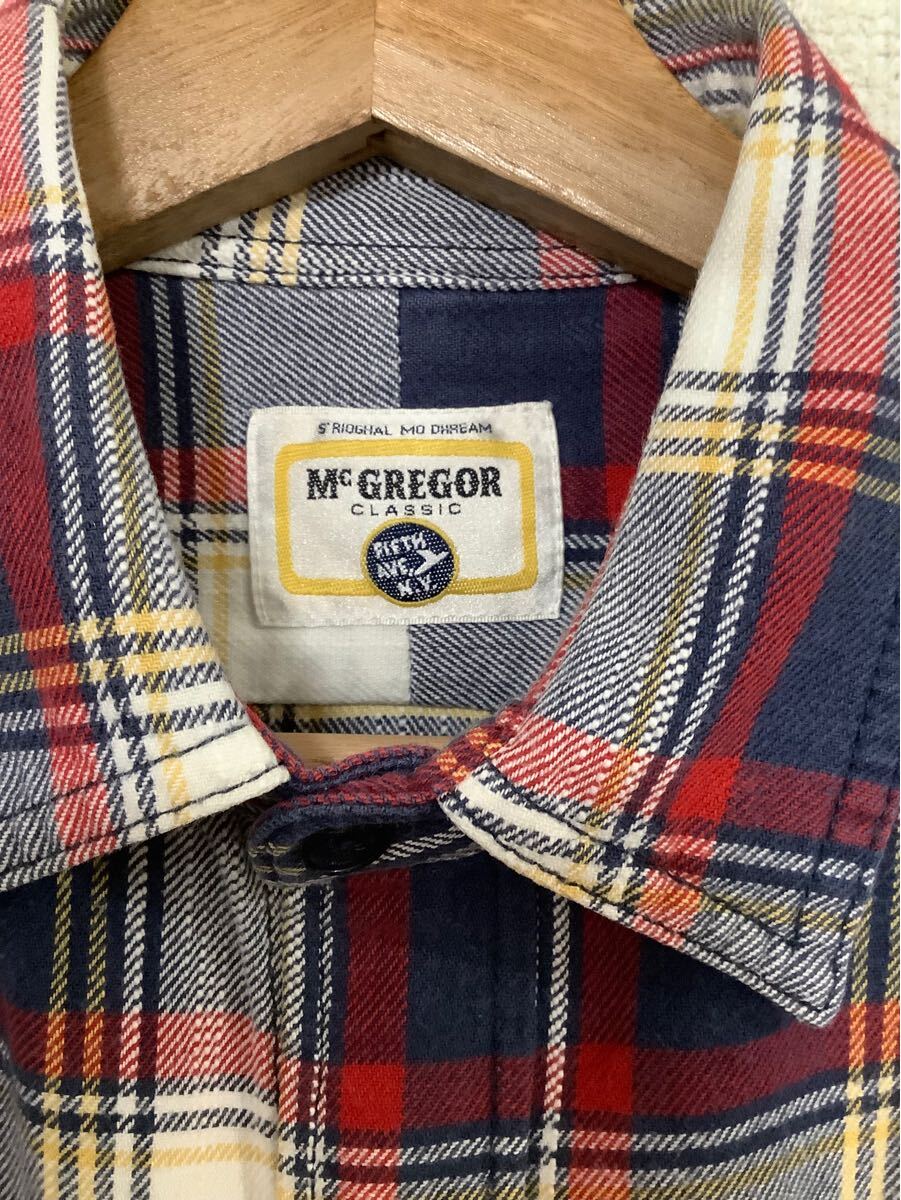 S' RIOGHAL MO DHREAM
McGREGOR
CLASSIC
FIFTH
AVE.
N.Y.